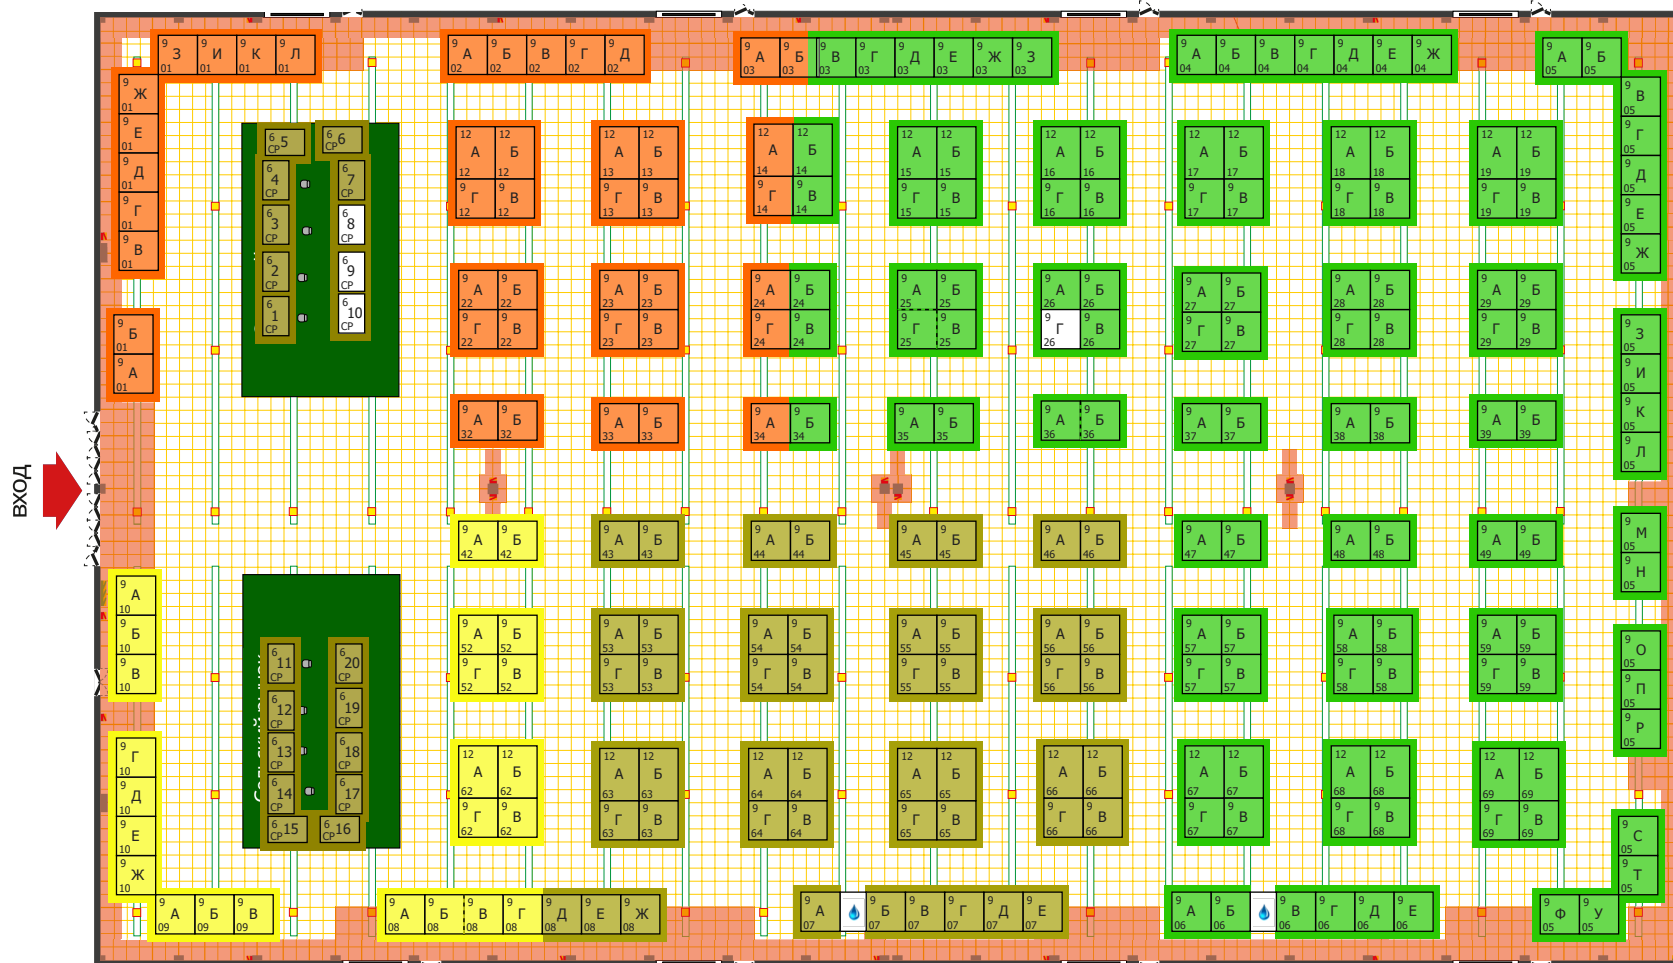 9 З 01 9 И 01 9 К 01 9 Л 01
9 А 02 9 Б 02 9 В 02 9 Г 02 9 Д 02
9 А 03 9 Б 03 9 В 03 9 Г 03 9 Д 03 9 Е 03 9 Ж 03 9 З 03
9 А 04 9 Б 04 9 В 04 9 Г 04 9 Д 04 9 Е 04 9 Ж 04
9 А 05 9 Б 05
9 Ж 01
9 Е 01
9 Д 01
9 Г 01
9 В 01
9 Б 01
9 А 01
6 СР 5 6 СР 6
6 4 СР 6 7 СР
6 3 СР 6 8 СР
6 2 СР 6 9 СР
6 1 СР 6 10 СР
12 А 12 Б
9 Г 12 9 В 12
12 А 13 12 Б 13
9 Г 13 9 В 13
12 А 14 12 Б 14
9 Г 14 9 В 14
12 А 15 12 Б 15
9 Г 15 9 В 15
12 А 16 12 Б 16
9 Г 16 9 В 16
12 А 17 12 Б 17
9 Г 17 9 В 17
12 А 18 12 Б 18
9 Г 18 9 В 18
12 А 19 12 Б 19
9 Г 19 9 В 19
9 В 05
9 Г 05
9 Д 05
9 Е 05
9 Ж 05
9 А 22 9 Б 22
9 Г 22 9 В 22
9 А 23 9 Б 23
9 Г 23 9 В 23
9 А 24 9 Б 24
9 Г 24 9 В 24
9 А 25 9 Б 25
9 Г 25 9 В 25
9 А 26 9 Б 26
9 Г 26 9 В 26
9 А 27 9 Б 27
9 Г 27 9 В 27
9 А 28 9 Б 28
9 Г 28 9 В 28
9 А 29 9 Б 29
9 Г 29 9 В 29
9 З 05
9 И 05
9 К 05
9 Л 05
9 А 32 9 Б 32
9 А 33 9 Б 33
9 А 34 9 Б 34
9 А 35 9 Б 35
9 А 36 9 Б 36
9 А 37 9 Б 37
9 А 38 9 Б 38
9 А 39 9 Б 39
ВХОД
9 А 42 9 Б 42
9 А 43 9 Б 43
9 А 44 9 Б 44
9 А 45 9 Б 45
9 А 46 9 Б 46
9 А 47 9 Б 47
9 А 48 9 Б 48
9 А 49 9 Б 49
9 М 05
9 Н 05
9 А 10
9 Б 10
9 В 10
6 11 СР 6 20 СР
6 12 СР 6 19 СР
6 13 СР 6 18 СР
6 14 СР 6 17 СР
6 СР 15 6 СР 16
9 А 52 9 Б 52
9 Г 52 9 В 52
9 А 53 9 Б 53
9 Г 53 9 В 53
9 А 54 9 Б 54
9 Г 54 9 В 54
9 А 55 9 Б 55
9 Г 55 9 В 55
9 А 56 9 Б 56
9 Г 56 9 В 56
9 А 57 9 Б 57
9 Г 57 9 В 57
9 А 58 9 Б 58
9 Г 58 9 В 58
9 А 59 9 Б 59
9 Г 59 9 В 59
9 О 05
9 П 05
9 Р 05
9 Г 10
9 Д 10
9 Е 10
9 Ж 10
12 А 12 Б
9 Г 62 9 В 62
12 А 63 12 Б 63
9 Г 63 9 В 63
12 А 64 12 Б 64
9 Г 64 9 В 64
12 А 65 12 Б 65
9 Г 65 9 В 65
12 А 66 12 Б 66
9 Г 66 9 В 66
12 А 67 12 Б 67
9 Г 67 9 В 67
12 А 68 12 Б 68
9 Г 68 9 В 68
12 А 69 12 Б 69
9 Г 69 9 В 69
9 С 05
9 Т 05
9 А 09 9 Б 09 9 В 09
9 А 08 9 Б 08 9 В 08 9 Г 08 9 Д 08 9 Е 08 9 Ж 08
9 А 07 9 Б 07 9 В 07 9 Г 07 9 Д 07 9 Е 07
9 А 06 9 Б 06 9 В 06 9 Г 06 9 Д 06 9 Е 06
9 Ф 05 9 У 05